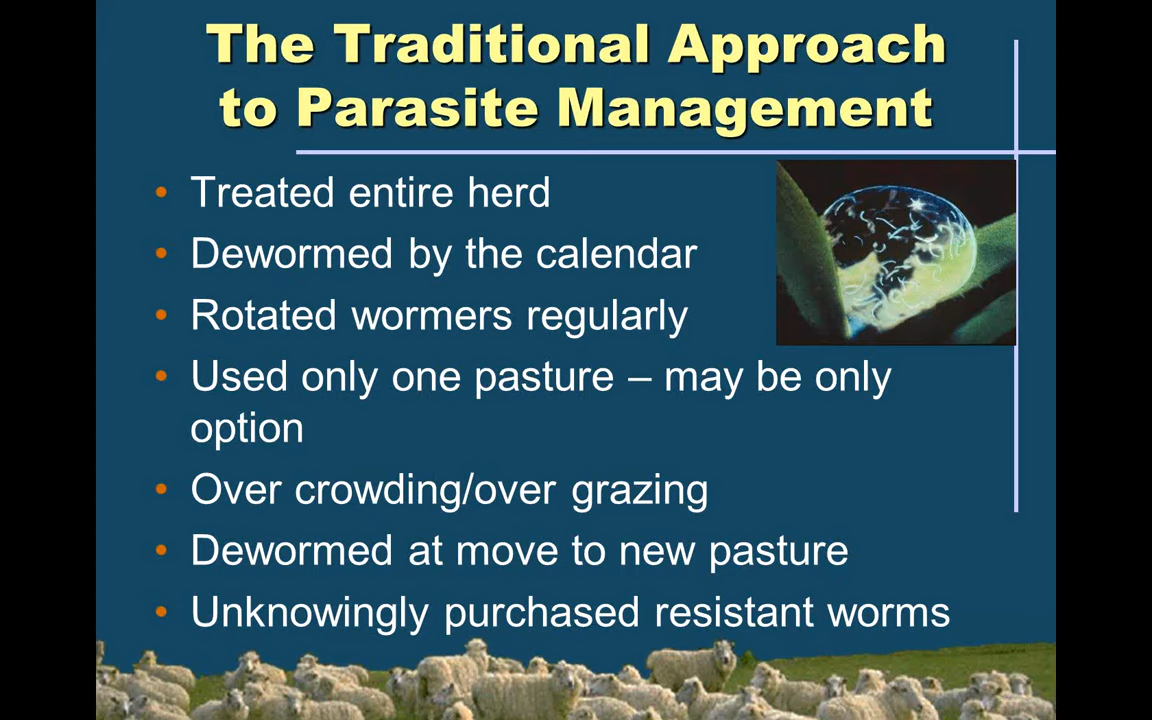 The Traditional Approach
to Parasite Management
• Treated entire herd
• Dewormed by the calendar
• Rotated wormers regularly
• Used only one pasture – may be only
option
• Over crowding/over grazing
• Dewormed at move to new pasture
• Unknowingly purchased resistant worms